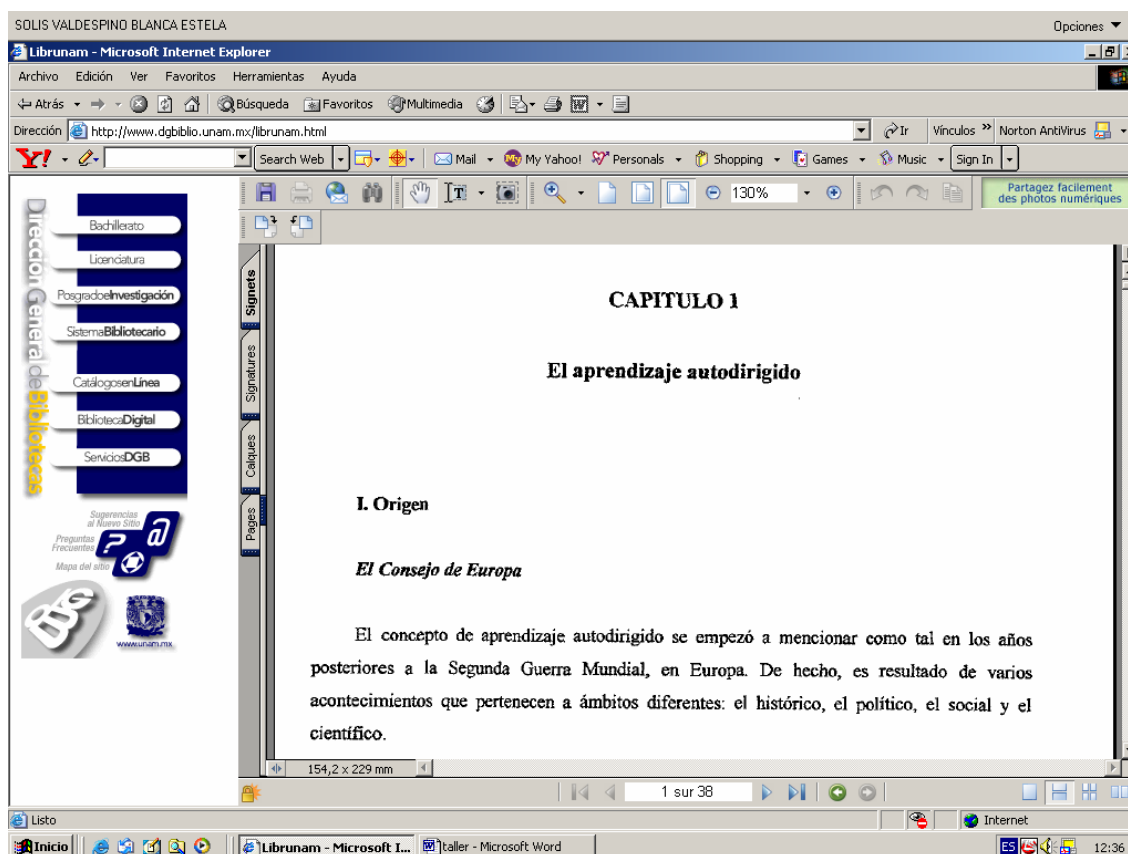 SOLIS VALDESPINO BLANCA ESTELA
Opciones
Librunam - Microsoft Internet Explorer
Archivo Edición Ver Favoritos Herramientas Ayuda
Atrás Búsqueda Favoritos Multimedia
Dirección http://www.dgbiblio.unam.mx/librunam.html Ir Vínculos » Norton AntiVirus
Y! Search Web Mail My Yahoo! Personals Shopping Games Music Sign In
130%
Partagez facilement
des photos numériques
Dirección General de Bibliotecas
Bachillerato
Licenciatura
PosgradoeInvestigación
SistemaBibliotecario
CatálogosenLínea
BibliotecaDigital
ServiciosDGB
Sugerencias
al Nuevo Sitio
Preguntas
Frecuentes
Mapa del sitio
www.unam.mx
Signets
Signatures
Calques
Pages
CAPITULO 1
El aprendizaje autodirigido
I. Origen
El Consejo de Europa
El concepto de aprendizaje autodirigido se empezó a mencionar como tal en los años
posteriores a la Segunda Guerra Mundial, en Europa. De hecho, es resultado de varios
acontecimientos que pertenecen a ámbitos diferentes: el histórico, el político, el social y el
científico.
154,2 x 229 mm
1 sur 38
Listo
Internet
Inicio
Librunam - Microsoft I...
taller - Microsoft Word
ES
12:36